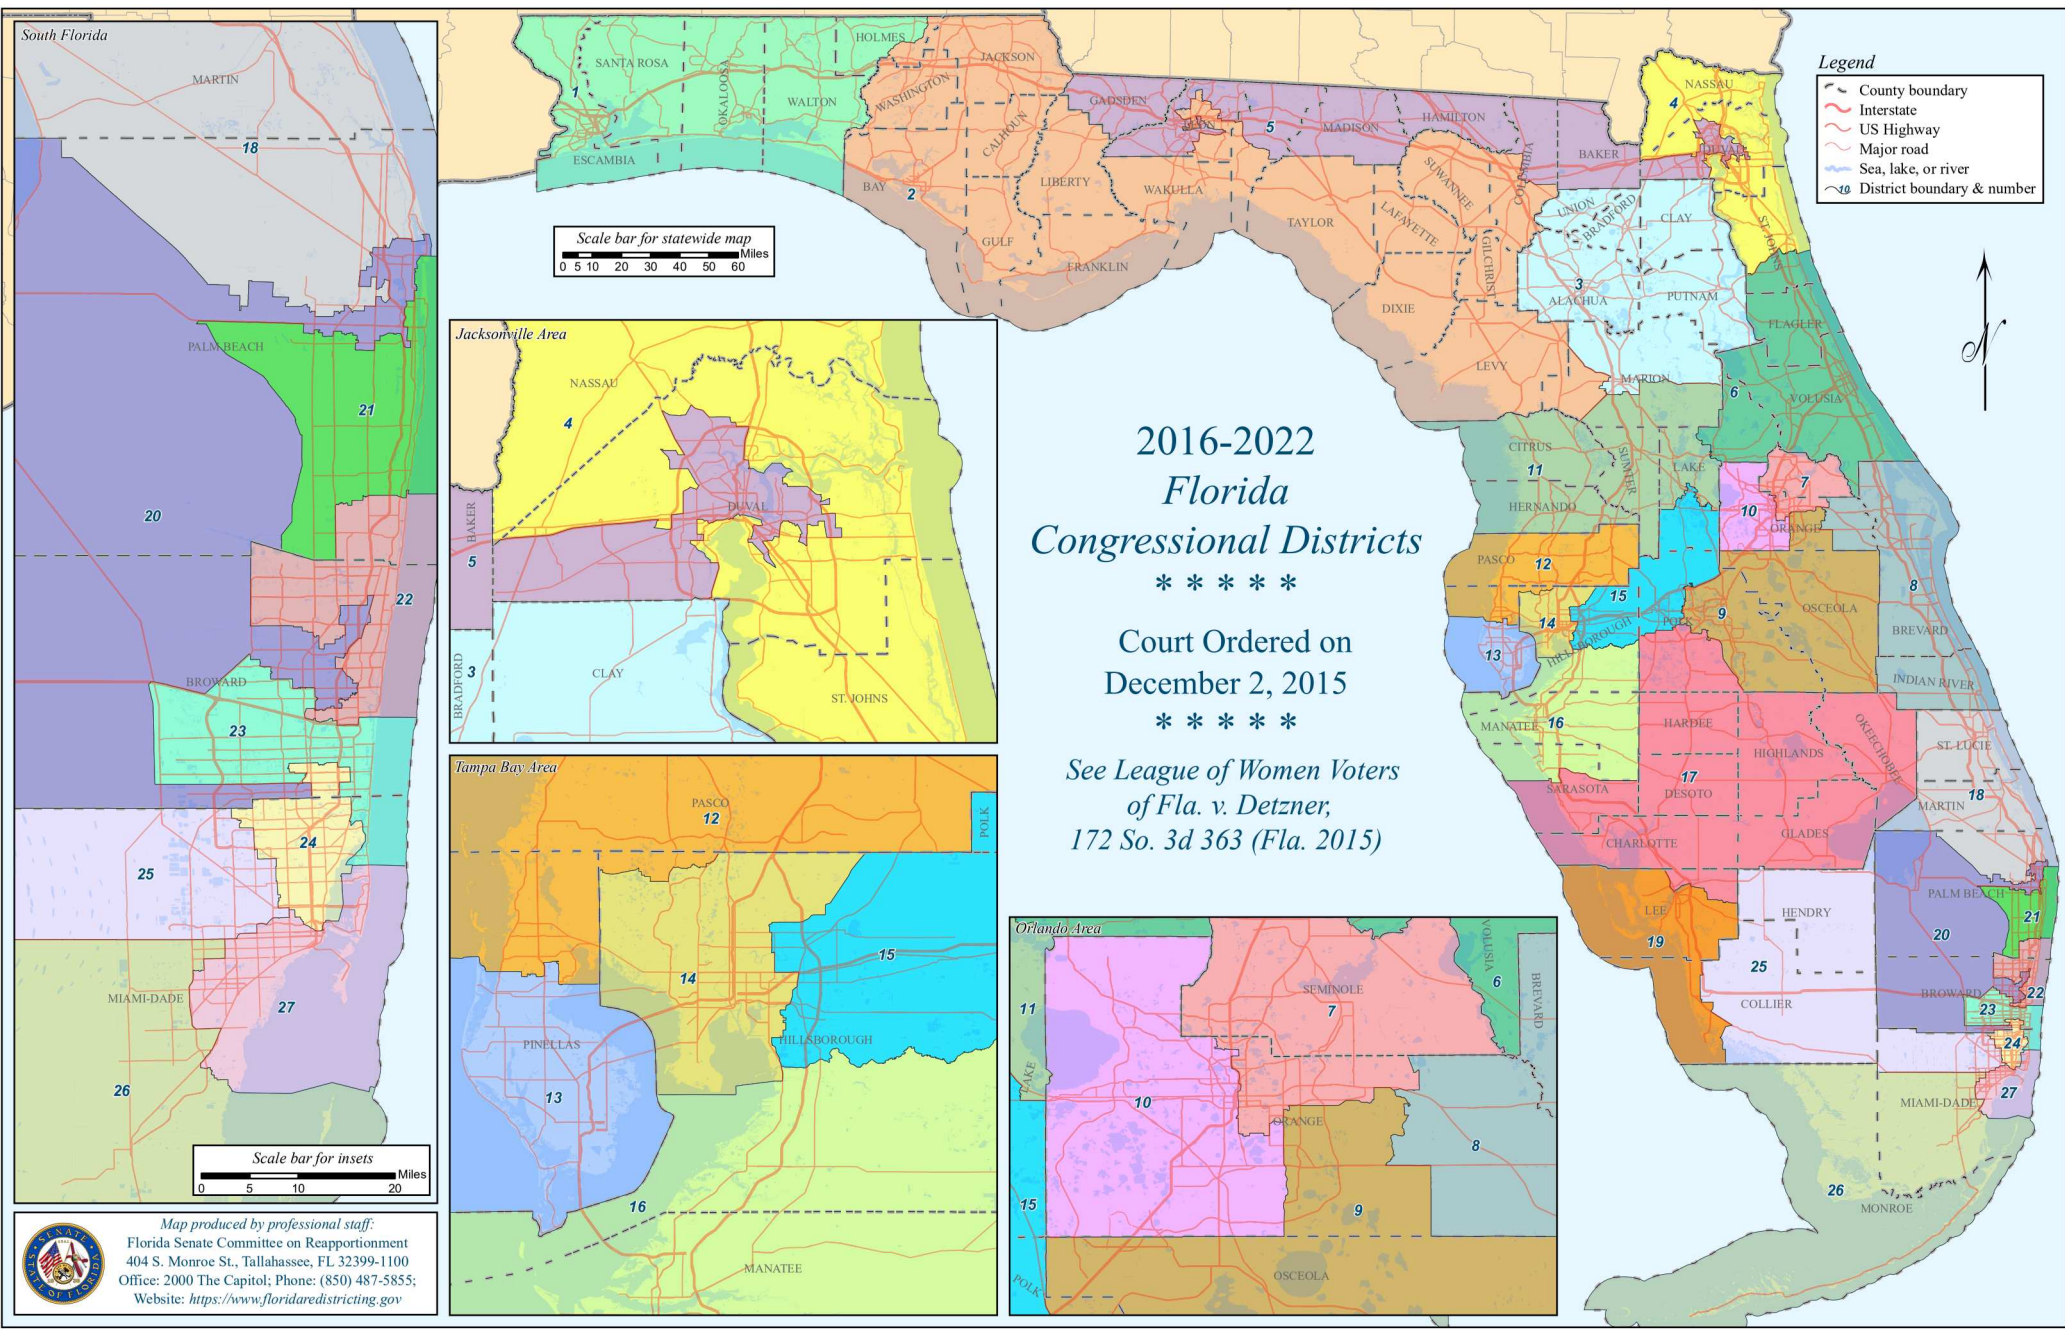 South Florida
MARTIN
18
PALM BEACH
21
20
22
BROWARD
23
24
25
MIAMI-DADE
27
26
Scale bar for insets
Miles
0 5 10 20
Map produced by professional staff:
Florida Senate Committee on Reapportionment
404 S. Monroe St., Tallahassee, FL 32399-1100
Office: 2000 The Capitol; Phone: (850) 487-5855;
Website: https://www.floridaredistricting.gov
SENATE
STATE OF FLORIDA
HOLMES
SANTA ROSA
OKALOOSA
1
WALTON
ESCAMBIA
JACKSON
WASHINGTON
CALHOUN
BAY
2
LIBERTY
GULF
FRANKLIN
GADSDEN
LEON
5
MADISON
HAMILTON
WAKULLA
TAYLOR
SUWANNEE
LAFAYETTE
COLUMBIA
BAKER
GILCHRIST
DIXIE
LEVY
NASSAU
4
DUVAL
UNION
BRADFORD
CLAY
ST. JOHNS
3
ALACHUA
PUTNAM
FLAGLER
MARION
6
VOLUSIA
CITRUS
11
SUMTER
LAKE
7
HERNANDO
10
ORANGE
PASCO
12
15
9
OSCEOLA
8
14
HILLSBOROUGH
POLK
BREVARD
13
INDIAN RIVER
MANATEE
16
HARDEE
OKEECHOBEE
HIGHLANDS
ST. LUCIE
17
SARASOTA
DESOTO
18
MARTIN
CHARLOTTE
GLADES
PALM BEACH
LEE
HENDRY
21
19
20
25
COLLIER
BROWARD
22
23
24
27
MIAMI-DADE
26
MONROE
Scale bar for statewide map
Miles
0 5 10 20 30 40 50 60
Legend
County boundary
Interstate
US Highway
Major road
Sea, lake, or river
10 District boundary & number
N
2016-2022
Florida
Congressional Districts
* * * * *
Court Ordered on
December 2, 2015
* * * * *
See League of Women Voters
of Fla. v. Detzner,
172 So. 3d 363 (Fla. 2015)
Jacksonville Area
NASSAU
4
BAKER
DUVAL
5
BRADFORD
3
CLAY
ST. JOHNS
Tampa Bay Area
PASCO
12
POLK
15
14
PINELLAS
HILLSBOROUGH
13
16
MANATEE
Orlando Area
VOLUSIA
SEMINOLE
7
6
BREVARD
11
LAKE
10
ORANGE
8
15
9
POLK
OSCEOLA